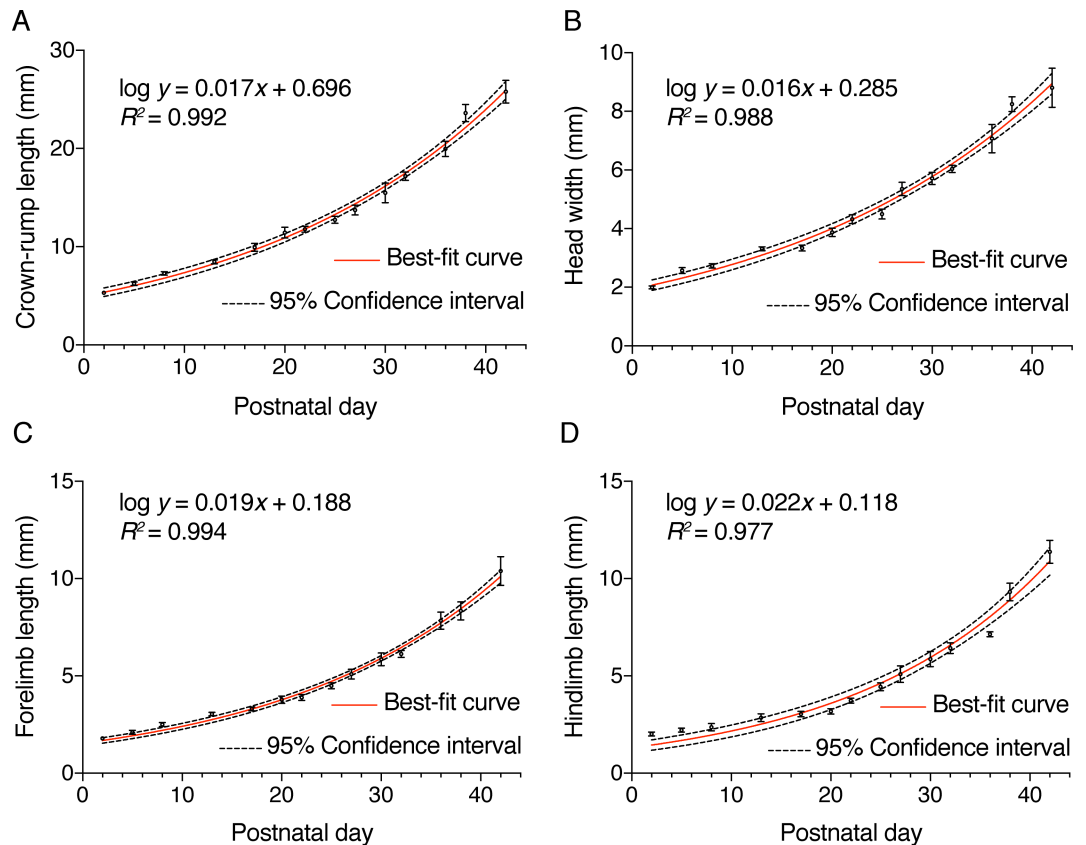 A
Crown-rump length (mm)
30
20
10
0
log y = 0.017x + 0.696
R² = 0.992
Best-fit curve
95% Confidence interval
0 10 20 30 40
Postnatal day
B
Head width (mm)
10
8
6
4
2
0
log y = 0.016x + 0.285
R² = 0.988
Best-fit curve
95% Confidence interval
0 10 20 30 40
Postnatal day
C
Forelimb length (mm)
15
10
5
0
log y = 0.019x + 0.188
R² = 0.994
Best-fit curve
95% Confidence interval
0 10 20 30 40
Postnatal day
D
Hindlimb length (mm)
15
10
5
0
log y = 0.022x + 0.118
R² = 0.977
Best-fit curve
95% Confidence interval
0 10 20 30 40
Postnatal day